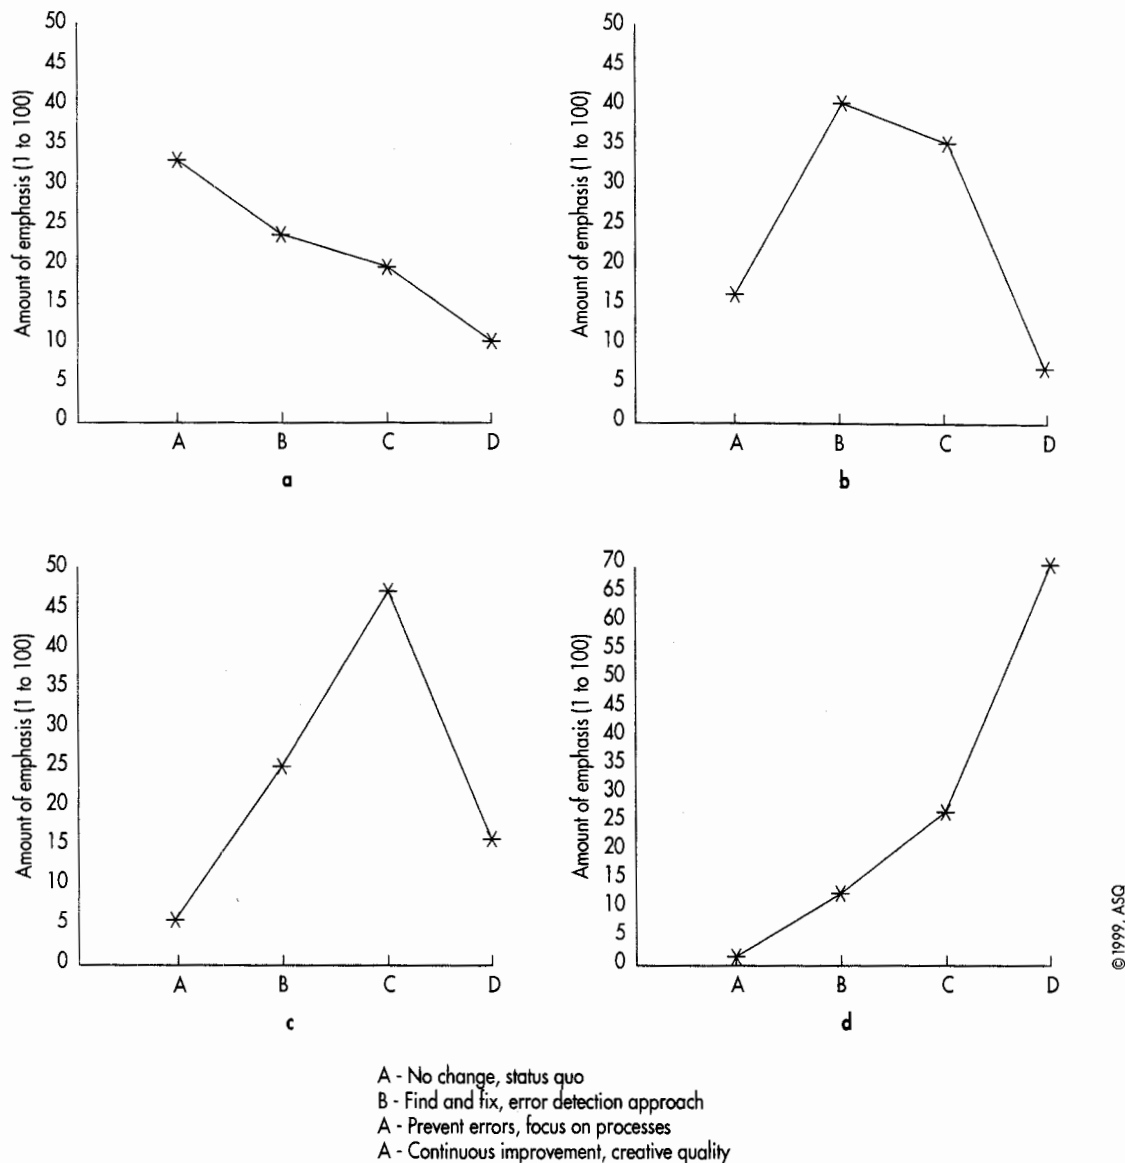 50
45
40
35
30
25
20
15
10
5
0
Amount of emphasis (1 to 100)
A B C D
a
50
45
40
35
30
25
20
15
10
5
0
Amount of emphasis (1 to 100)
A B C D
b
50
45
40
35
30
25
20
15
10
5
0
Amount of emphasis (1 to 100)
A B C D
c
70
65
60
55
50
45
40
35
30
25
20
15
10
5
0
Amount of emphasis (1 to 100)
A B C D
d
©1999, ASQ
A - No change, status quo
B - Find and fix, error detection approach
A - Prevent errors, focus on processes
A - Continuous improvement, creative quality